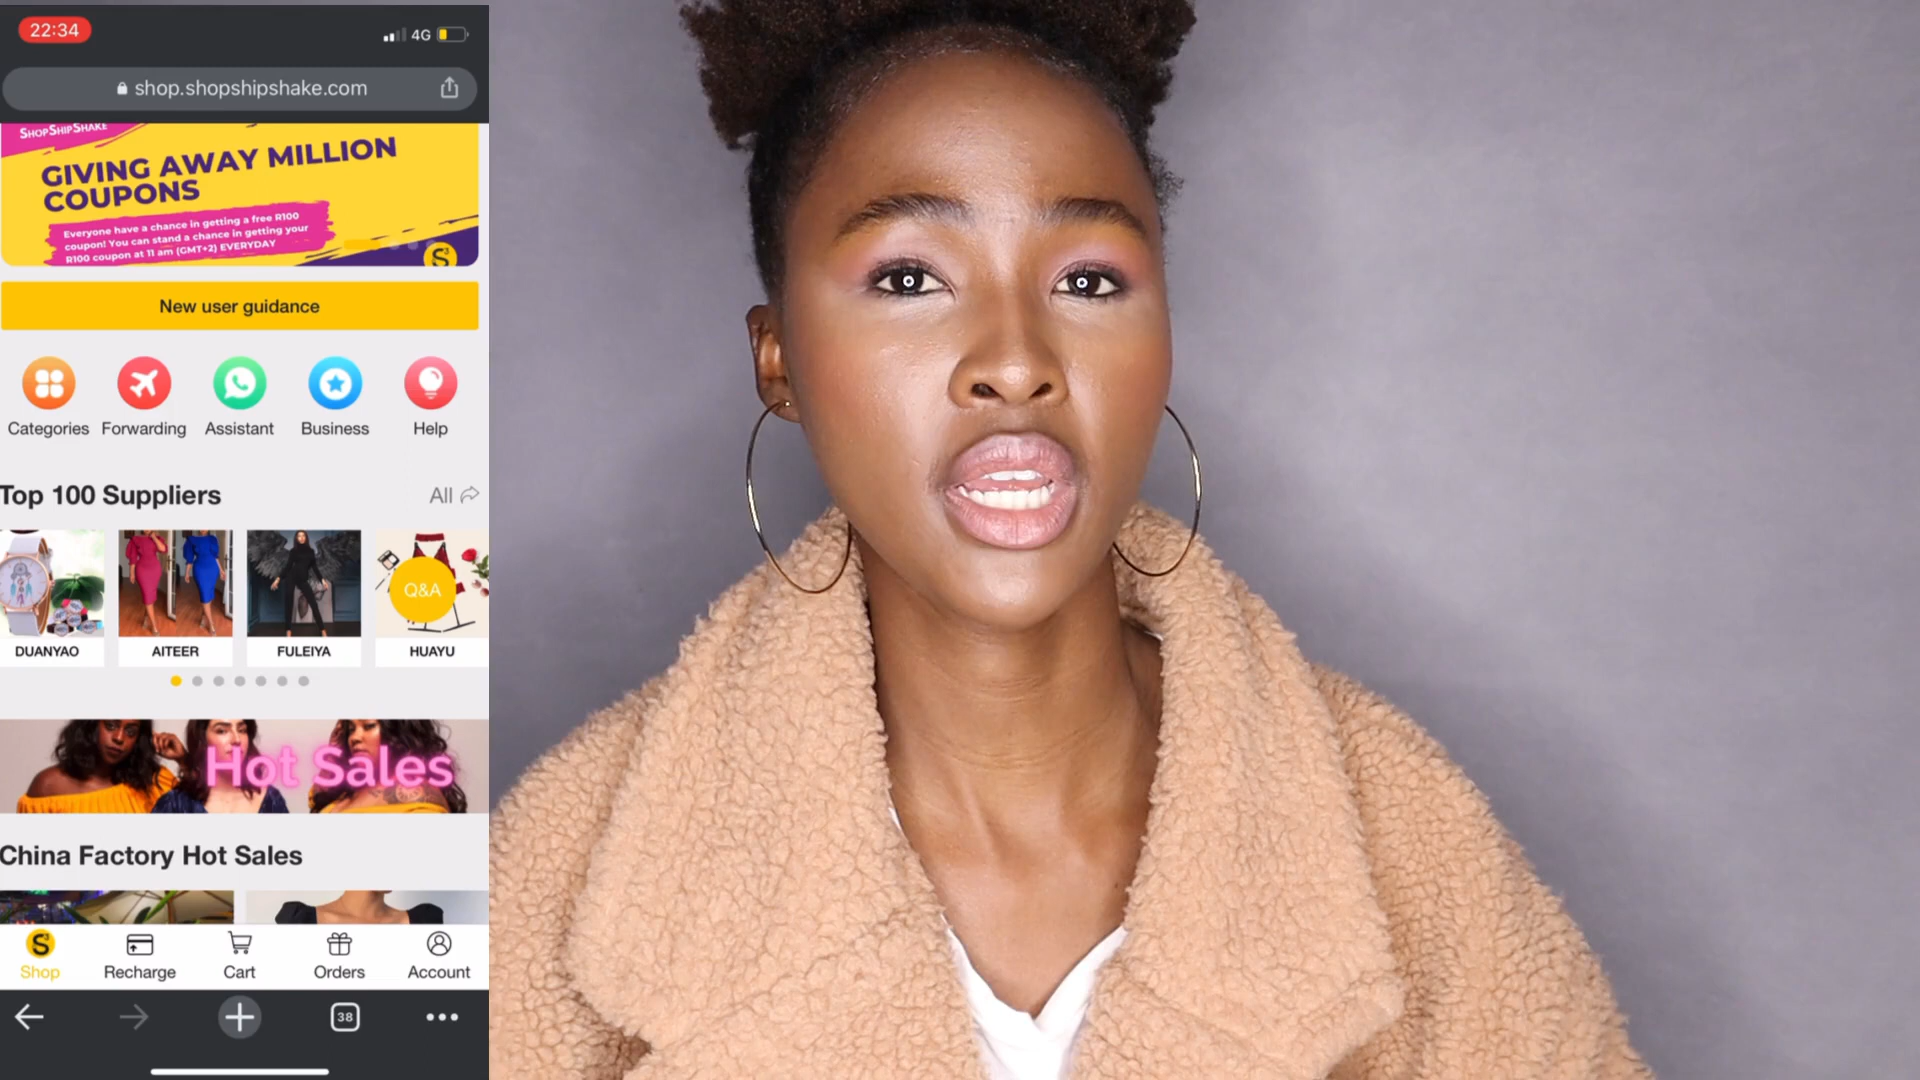 22:34
4G
shop.shopshipshake.com
SHOPSHIPSHAKE
GIVING AWAY MILLION
COUPONS
Everyone have a chance in getting a free R100
coupon! You can stand a chance in getting your
R100 coupon at 11 am (GMT+2) EVERYDAY
S
New user guidance
Categories Forwarding Assistant Business Help
Top 100 Suppliers All
Q&A
DUANYAO AITEER FULEIYA HUAYU
Hot Sales
China Factory Hot Sales
S
Shop Recharge Cart Orders Account
38